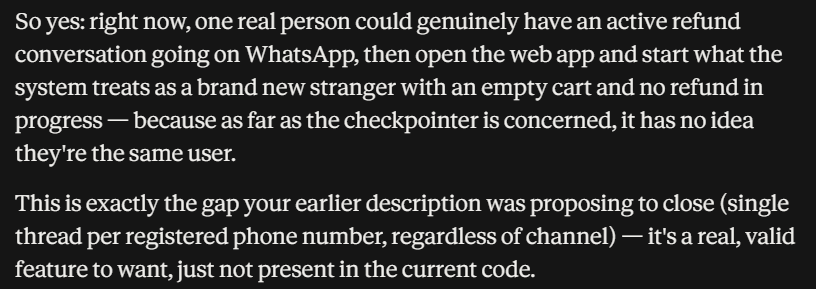 So yes: right now, one real person could genuinely have an active refund
conversation going on WhatsApp, then open the web app and start what the
system treats as a brand new stranger with an empty cart and no refund in
progress — because as far as the checkpointer is concerned, it has no idea
they're the same user.
This is exactly the gap your earlier description was proposing to close (single
thread per registered phone number, regardless of channel) — it's a real, valid
feature to want, just not present in the current code.